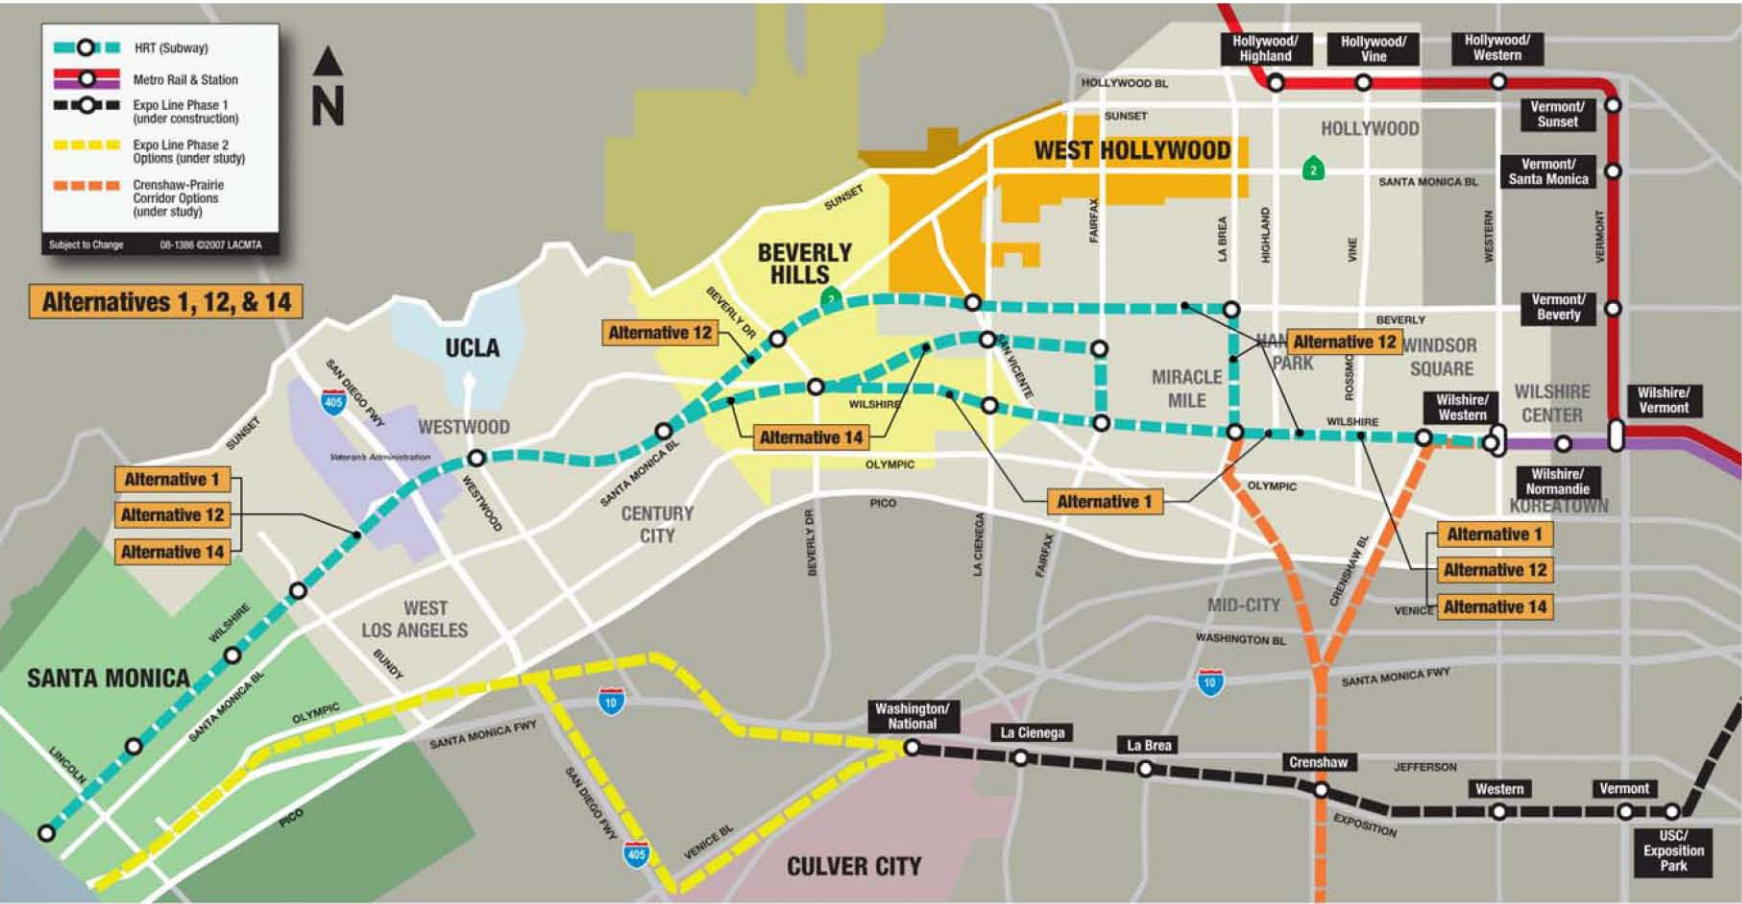 HRT (Subway)
Metro Rail & Station
Expo Line Phase 1
(under construction)
Expo Line Phase 2
Options (under study)
Crenshaw-Prairie
Corridor Options
(under study)
Subject to Change 08-1386 ©2007 LACMTA
N
Alternatives 1, 12, & 14
Hollywood/
Highland
Hollywood/
Vine
Hollywood/
Western
HOLLYWOOD BL
SUNSET
HOLLYWOOD
Vermont/
Sunset
WEST HOLLYWOOD
2
SANTA MONICA BL
Vermont/
Santa Monica
SUNSET
FAIRFAX
LA BREA
HIGHLAND
VINE
WESTERN
VERMONT
BEVERLY
HILLS
2
BEVERLY DR
Alternative 12
Vermont/
Beverly
BEVERLY
Alternative 12
PARK
WINDSOR
SQUARE
UCLA
SAN DIEGO FWY
405
SAN VICENTE
MIRACLE
MILE
WILSHIRE
CENTER
Wilshire/
Western
Wilshire/
Vermont
WILSHIRE
WILSHIRE
WESTWOOD
Veteran's Administration
SUNSET
Alternative 14
SANTA MONICA BL
OLYMPIC
OLYMPIC
PICO
Alternative 1
Wilshire/
Normandie
KOREATOWN
Alternative 1
Alternative 12
Alternative 14
WESTWOOD
CENTURY
CITY
BEVERLY DR
LA CIENEGA
FAIRFAX
CRENSHAW BL
Alternative 1
Alternative 12
Alternative 14
VENICE
MID-CITY
WASHINGTON BL
WILSHIRE
WEST
LOS ANGELES
BUNDY
SANTA MONICA
SANTA MONICA BL
OLYMPIC
LINCOLN
PICO
SANTA MONICA FWY
10
10
SANTA MONICA FWY
Washington/
National
La Cienega
La Brea
Crenshaw
JEFFERSON
Western
Vermont
EXPOSITION
USC/
Exposition
Park
SAN DIEGO FWY
405
VENICE BL
CULVER CITY